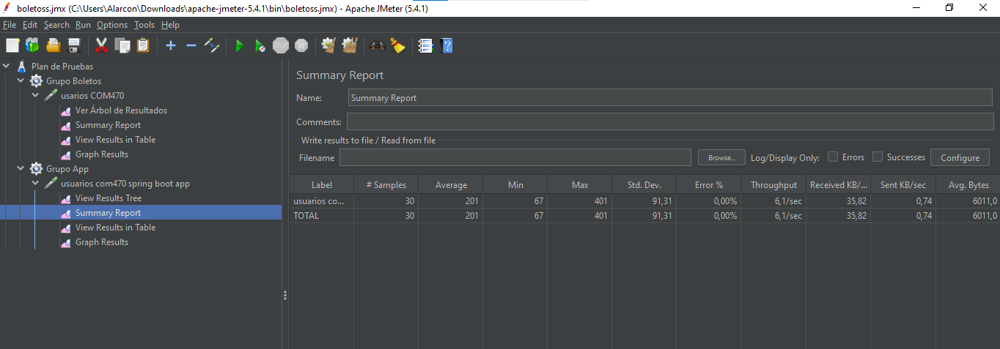 boletoss.jmx (C:\Users\Alarcon\Downloads\apache-jmeter-5.4.1\bin\boletoss.jmx) - Apache JMeter (5.4.1)
File Edit Search Run Options Tools Help
STOP
Plan de Pruebas
Grupo Boletos
usarios COM470
Ver Árbol de Resultados
Summary Report
View Results in Table
Graph Results
Grupo App
usuarios com470 spring boot app
View Results Tree
Summary Report
View Results in Table
Graph Results
Summary Report
Name: Summary Report
Comments:
Write results to file / Read from file
Filename Browse... Log/Display Only: Errors Successes Configure
Label # Samples Average Min Max Std. Dev. Error % Throughput Received KB/... Sent KB/sec Avg. Bytes
usuarios co... 30 201 67 401 91,31 0,00% 6,1/sec 35,82 0,74 6011,0
TOTAL 30 201 67 401 91,31 0,00% 6,1/sec 35,82 0,74 6011,0